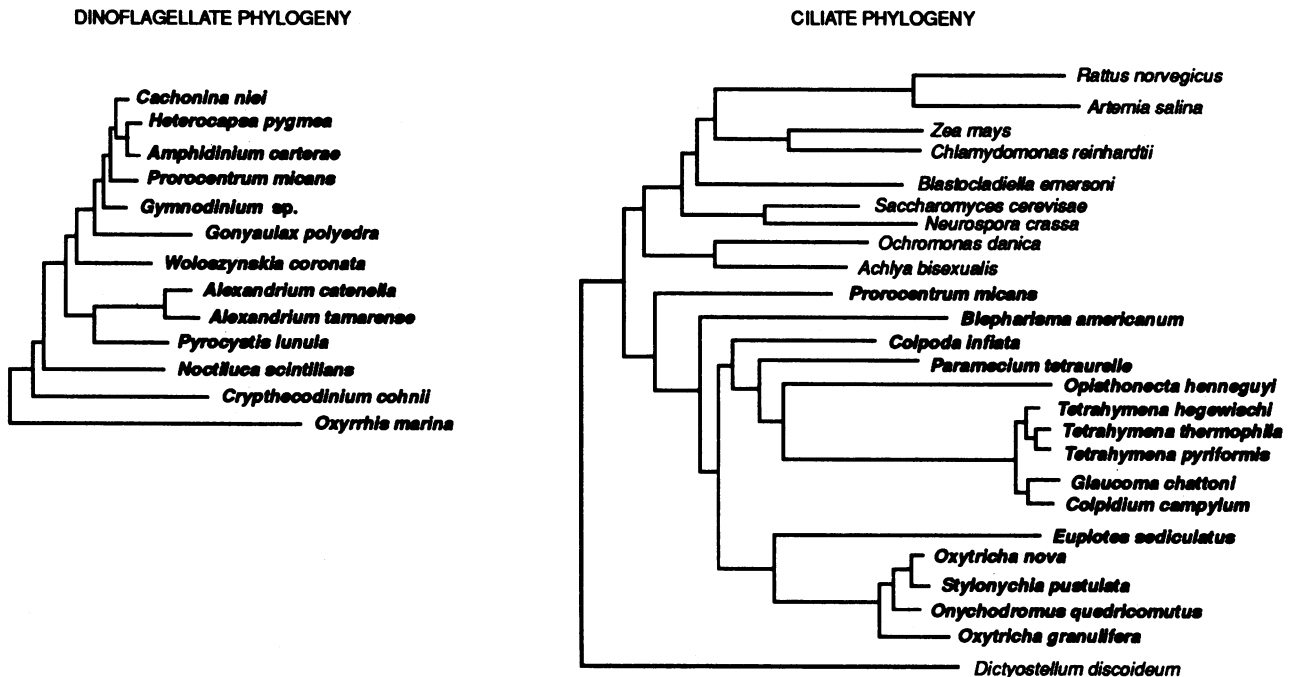 DINOFLAGELLATE PHYLOGENY
Cachonina niei
Heterocapsa pygmea
Amphidinium carterae
Prorocentrum micans
Gymnodinium sp.
Gonyaulax polyedra
Woloszynskia coronata
Alexandrium catenella
Alexandrium tamarense
Pyrocystis lunula
Noctiluca scintillans
Crypthecodinium cohnii
Oxyrrhis marina
CILIATE PHYLOGENY
Rattus norvegicus
Artemia salina
Zea mays
Chlamydomonas reinhardtii
Blastocladiella emersoni
Saccharomyces cerevisae
Neurospora crassa
Ochromonas danica
Achlya bisexualis
Prorocentrum micans
Blepharisma americanum
Colpoda inflata
Paramecium tetraurelle
Opisthonecta henneguyi
Tetrahymena hegewischi
Tetrahymena thermophila
Tetrahymena pyriformis
Glaucoma chattoni
Colpidium campylum
Euplotes sediculatus
Oxytricha nova
Stylonychia pustulata
Onychodromus quedricornutus
Oxytricha granulifera
Dictyostellum discoideum